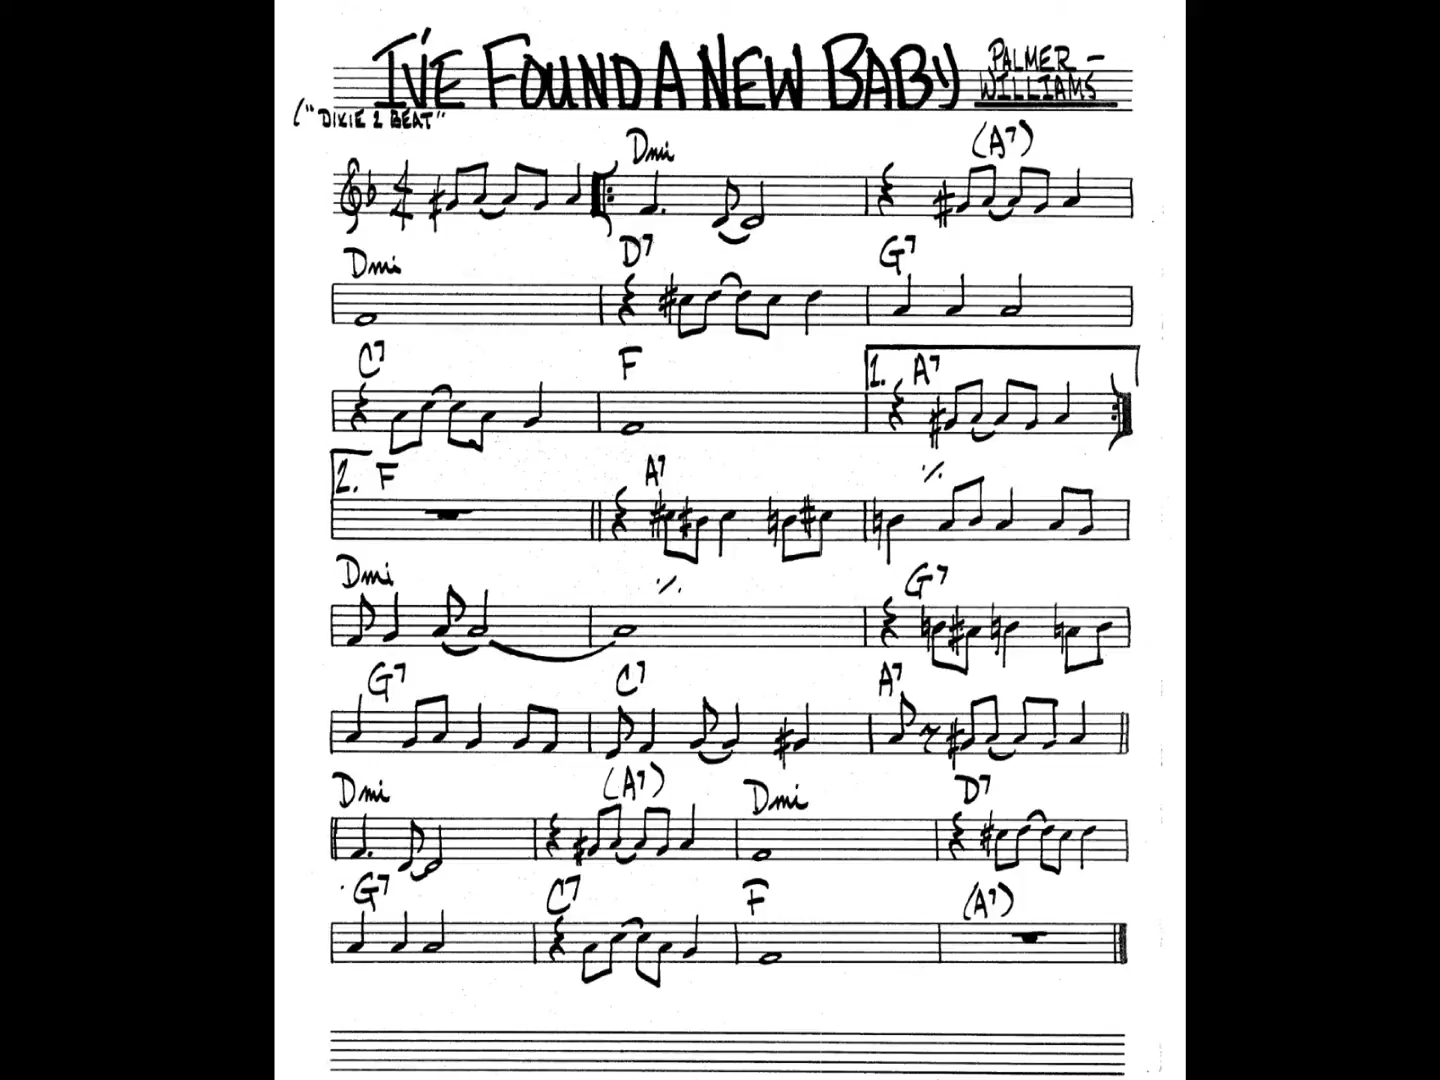 I'VE FOUND A NEW BABY
PALMER –
WILLIAMS
("DIXIE 2 BEAT"
Dmi (A7)
Dmi D7 G7
C7 F 1. A7
2. F A7 ٪
Dmi ٪ G7
G7 C7 A7
Dmi (A7) Dmi D7
G7 C7 F (A7)